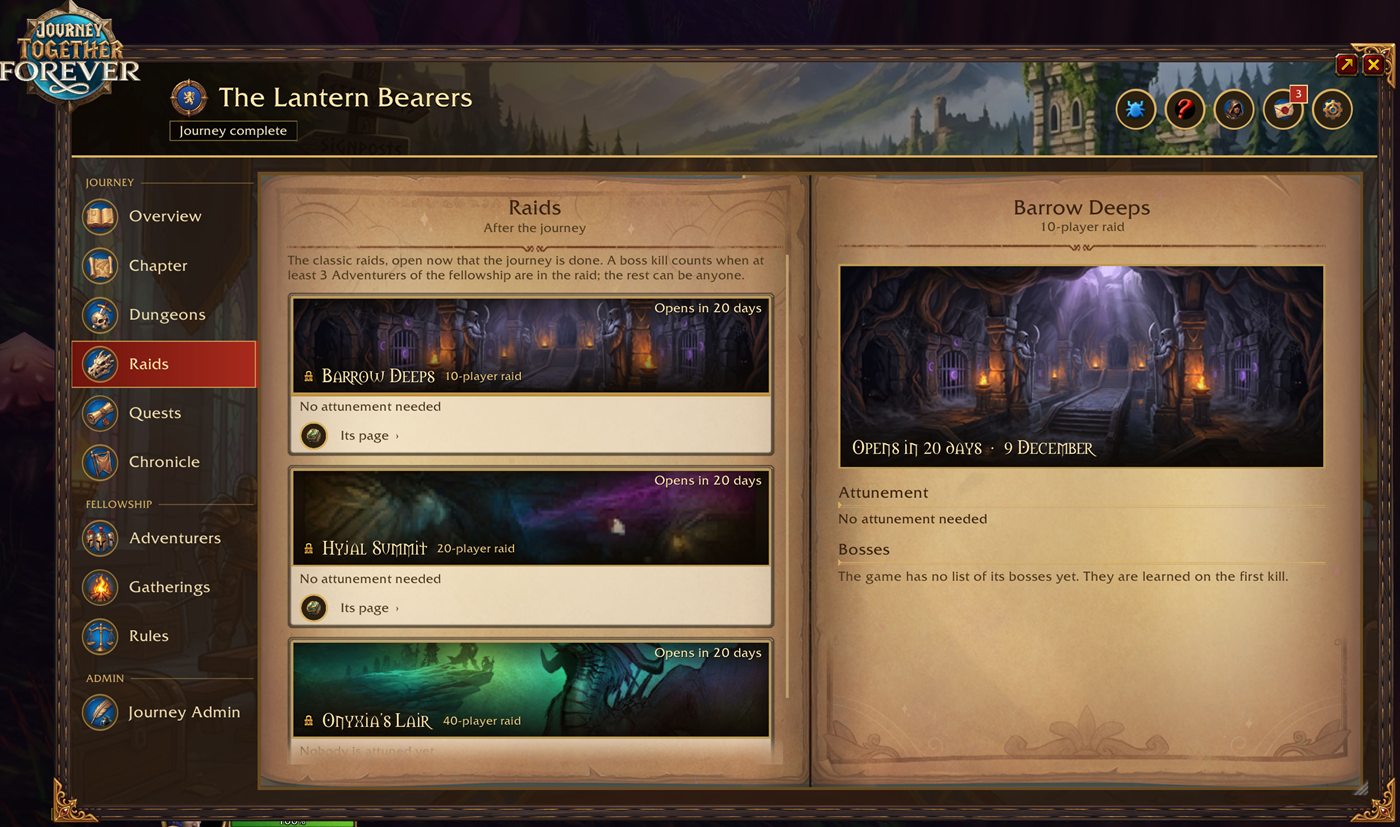 JOURNEY
TOGETHER
FOREVER
The Lantern Bearers
Journey complete
SIGNPOSTS
3
JOURNEY
Overview
Chapter
Dungeons
Raids
Quests
Chronicle
FELLOWSHIP
Adventurers
Gatherings
Rules
ADMIN
Journey Admin
Raids
After the journey
The classic raids, open now that the journey is done. A boss kill counts when at
least 3 Adventurers of the fellowship are in the raid; the rest can be anyone.
Opens in 20 days
Barrow Deeps 10-player raid
No attunement needed
Its page ›
Opens in 20 days
Hyjal Summit 20-player raid
No attunement needed
Its page ›
Opens in 20 days
Onyxia's Lair 40-player raid
Nobody is attuned yet
Barrow Deeps
10-player raid
Opens in 20 days · 9 December
Attunement
No attunement needed
Bosses
The game has no list of its bosses yet. They are learned on the first kill.
100%